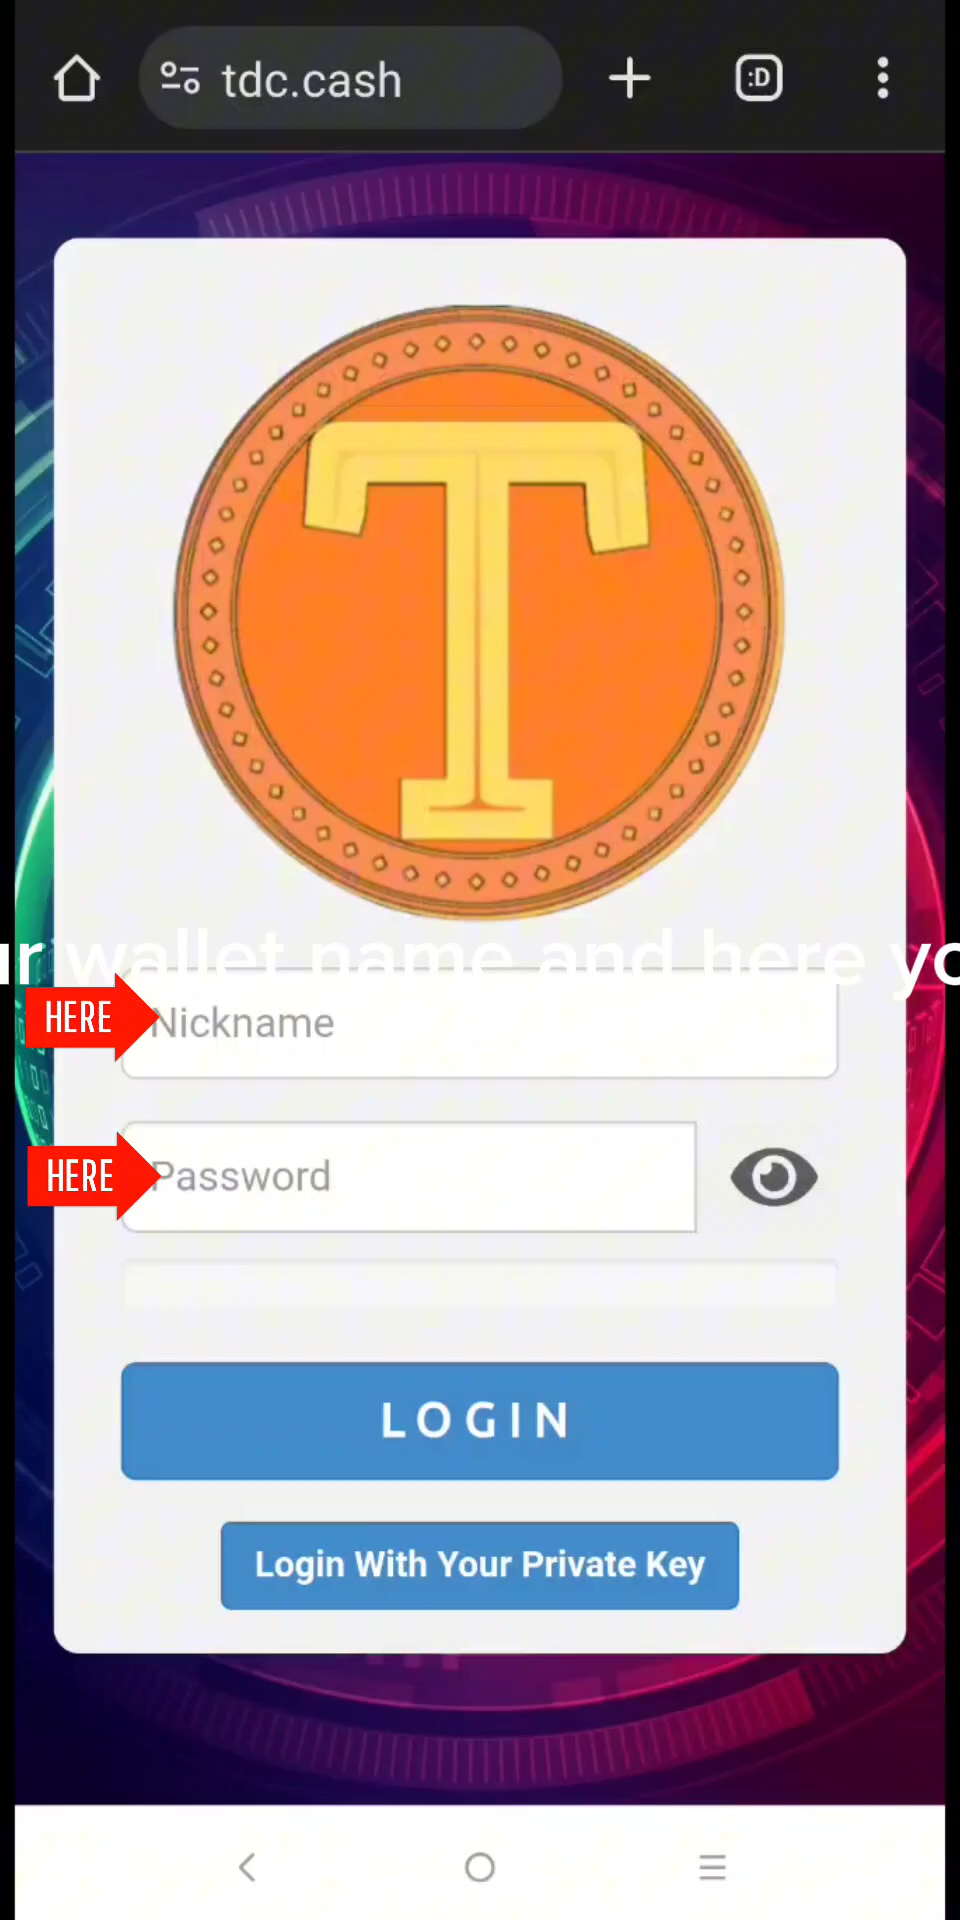 :D
tdc.cash
T
wallet name and here
HERE
Nickname
HERE
Password
LOGIN
Login With Your Private Key